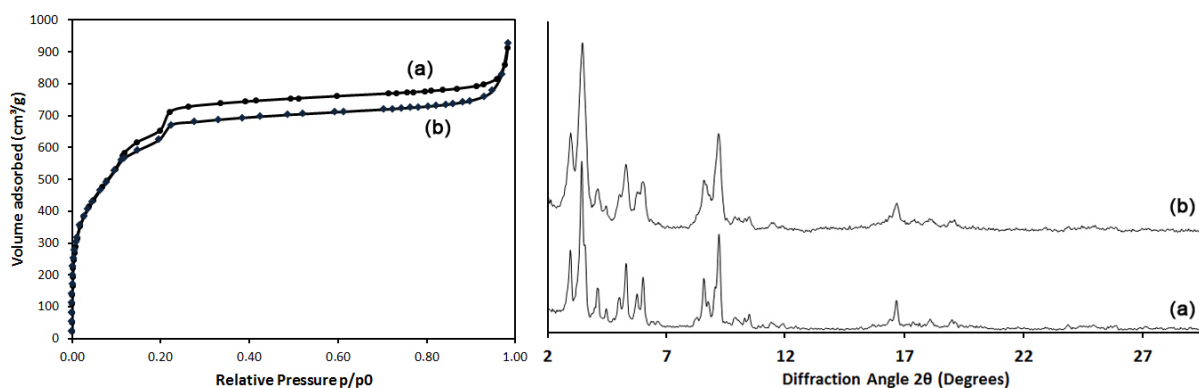 1000
900
800
700
600
500
400
300
200
100
0
Volume adsorbed (cm³/g)
0.00 0.20 0.40 0.60 0.80 1.00
Relative Pressure p/p0
(a)
(b)
(b)
(a)
2 7 12 17 22 27
Diffraction Angle 2θ (Degrees)